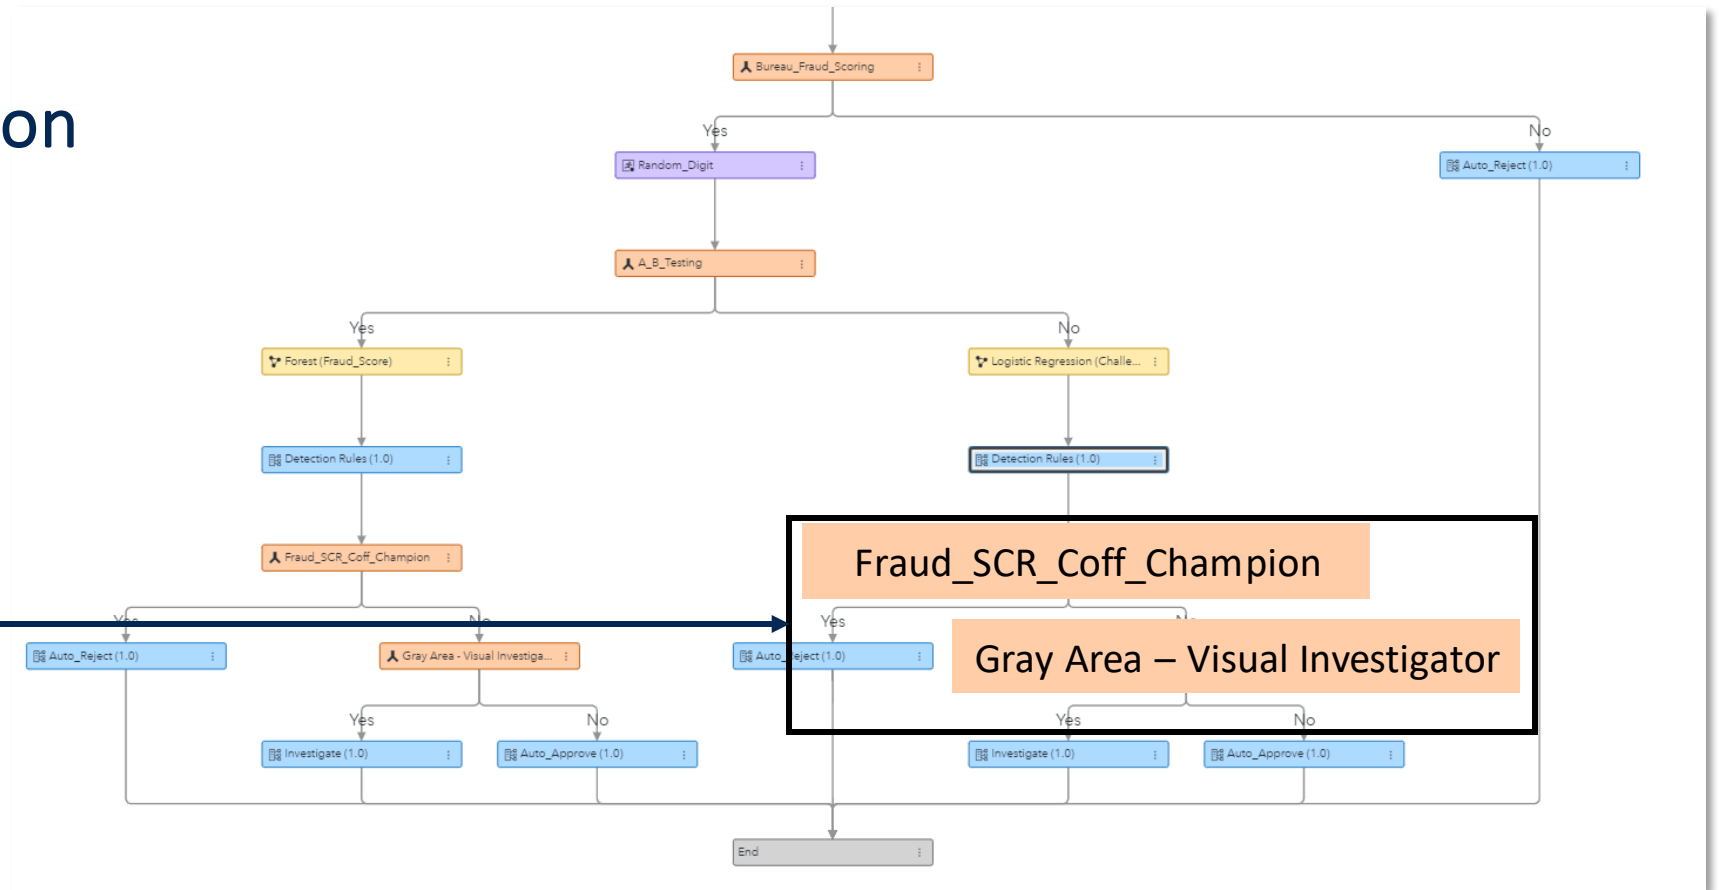 on
Bureau_Fraud_Scoring
Yes
No
Random_Digit
Auto_Reject (1.0)
A_B_Testing
Yes
No
Forest (Fraud_Score)
Logistic Regression (Challe...
Detection Rules (1.0)
Detection Rules (1.0)
Fraud_SCR_Coff_Champion
Fraud_SCR_Coff_Champion
Yes
No
Yes
No
Auto_Reject (1.0)
Gray Area - Visual Investiga...
Auto_Reject (1.0)
Gray Area – Visual Investigator
Yes
No
Yes
No
Investigate (1.0)
Auto_Approve (1.0)
Investigate (1.0)
Auto_Approve (1.0)
End